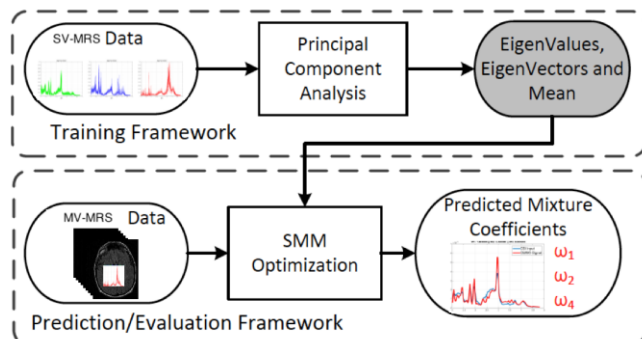 SV-MRS Data
Training Framework
Principal
Component
Analysis
EigenValues,
EigenVectors and
Mean
MV-MRS Data
Prediction/Evaluation Framework
SMM
Optimization
Predicted Mixture
Coefficients
ω1
ω2
ω4